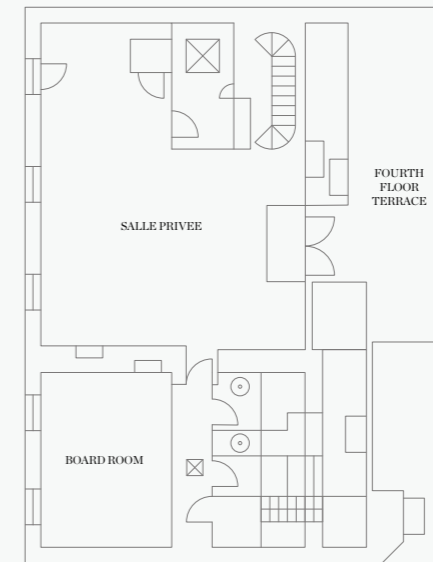 FOURTH
FLOOR
TERRACE
SALLE PRIVEE
BOARD ROOM